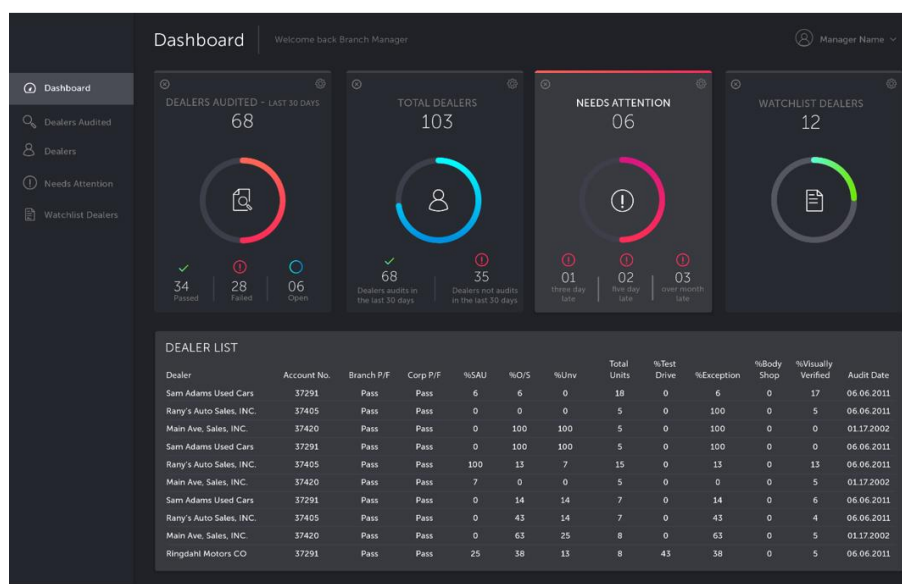 Dashboard
Welcome back Branch Manager
Manager Name
Dashboard
Dealers Audited
Dealers
Needs Attention
Watchlist Dealers
DEALERS AUDITED - LAST 30 DAYS
68
34 Passed
28 Failed
06 Open
TOTAL DEALERS
103
68
Dealers audits in
the last 30 days
35
Dealers not audits
in the last 30 days
NEEDS ATTENTION
06
01
three day
late
02
five day
late
03
over month
late
WATCHLIST DEALERS
12
DEALER LIST
Dealer Account No. Branch P/F Corp P/F %SAU %O/S %Unv Total Units %Test Drive %Exception %Body Shop %Visually Verified Audit Date
Sam Adams Used Cars 37291 Pass Pass 6 6 0 18 0 6 0 17 06.06.2011
Rany's Auto Sales, INC. 37405 Pass Pass 0 0 0 5 0 100 0 5 06.06.2011
Main Ave, Sales, INC. 37420 Pass Pass 0 100 100 5 0 100 0 0 01.17.2002
Sam Adams Used Cars 37291 Pass Pass 0 100 100 5 0 100 0 0 06.06.2011
Rany's Auto Sales, INC. 37405 Pass Pass 100 13 7 15 0 13 0 13 06.06.2011
Main Ave, Sales, INC. 37420 Pass Pass 7 0 0 5 0 0 0 5 01.17.2002
Sam Adams Used Cars 37291 Pass Pass 0 14 14 7 0 14 0 6 06.06.2011
Rany's Auto Sales, INC. 37405 Pass Pass 0 43 14 7 0 43 0 4 06.06.2011
Main Ave, Sales, INC. 37420 Pass Pass 0 63 25 8 0 63 0 5 01.17.2002
Ringdahl Motors CO 37291 Pass Pass 25 38 13 8 43 38 0 5 06.06.2011